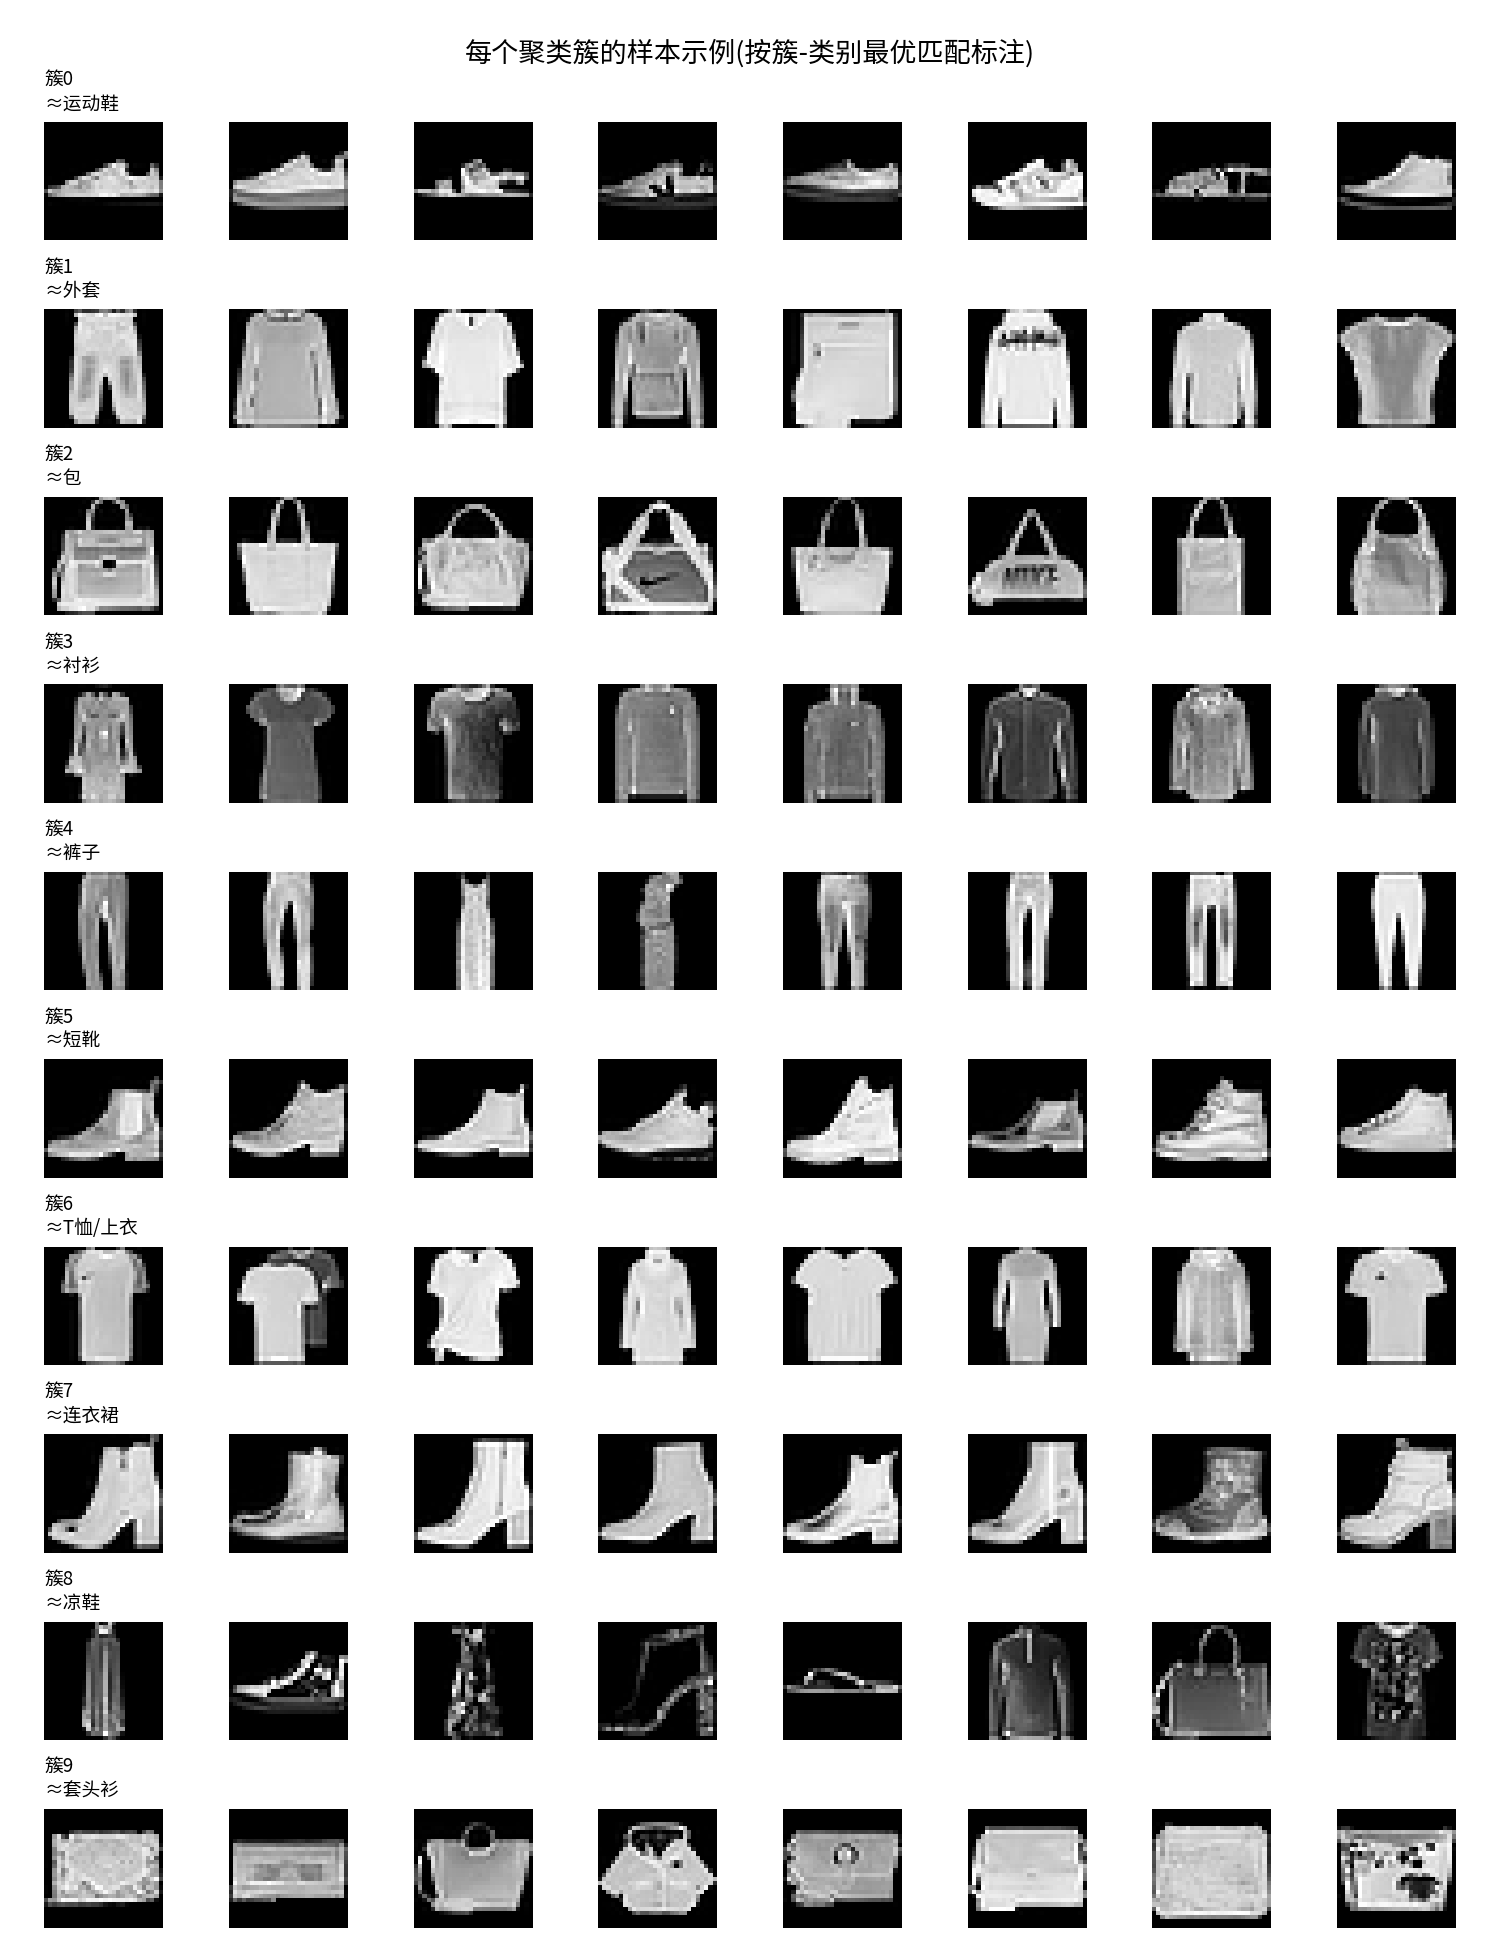 每个聚类簇的样本示例(按簇-类别最优匹配标注)
簇0
≈运动鞋
簇1
≈外套
簇2
≈包
簇3
≈衬衫
簇4
≈裤子
簇5
≈短靴
簇6
≈T恤/上衣
簇7
≈连衣裙
簇8
≈凉鞋
簇9
≈套头衫